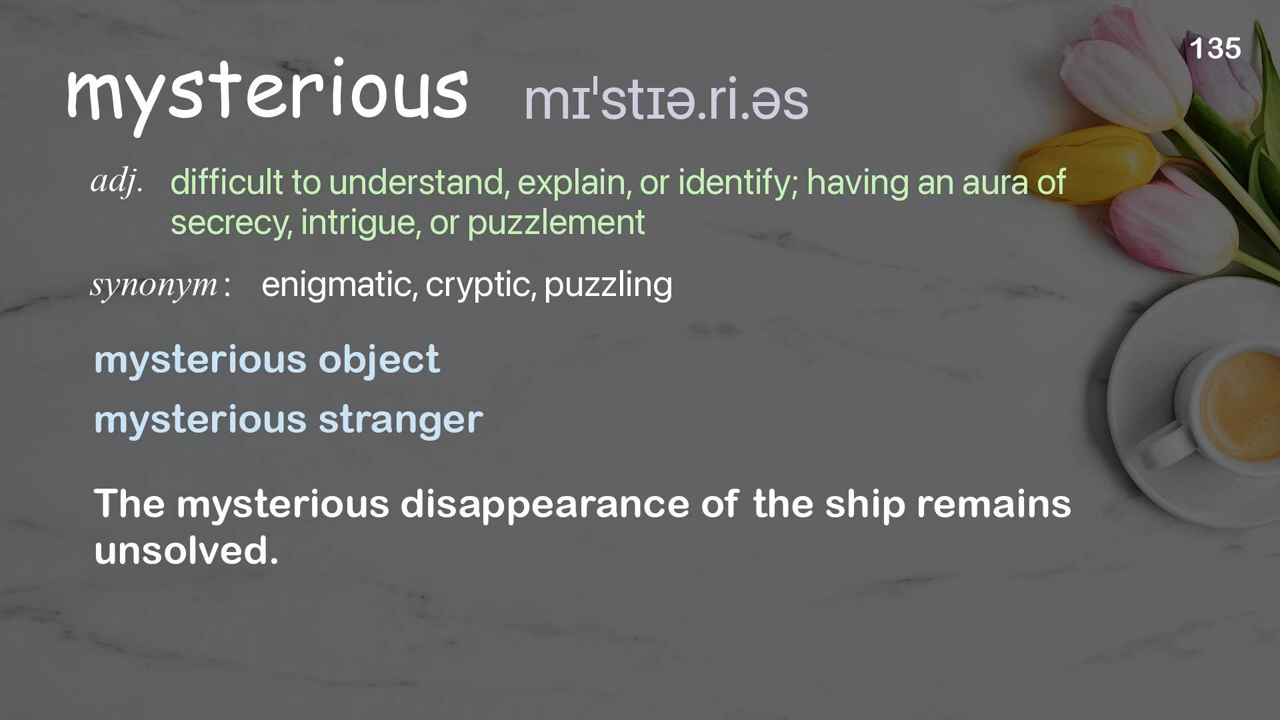 135
mysterious mɪˈstɪə.ri.əs
adj. difficult to understand, explain, or identify; having an aura of
secrecy, intrigue, or puzzlement
synonym: enigmatic, cryptic, puzzling
mysterious object
mysterious stranger
The mysterious disappearance of the ship remains
unsolved.